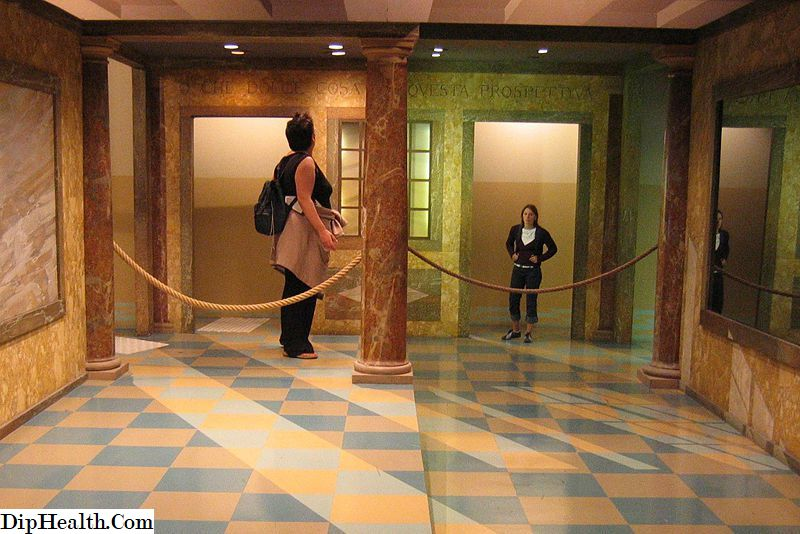 O CHE DOLCE COSA QVESTA PROSPETTIVA
DipHealth.Com